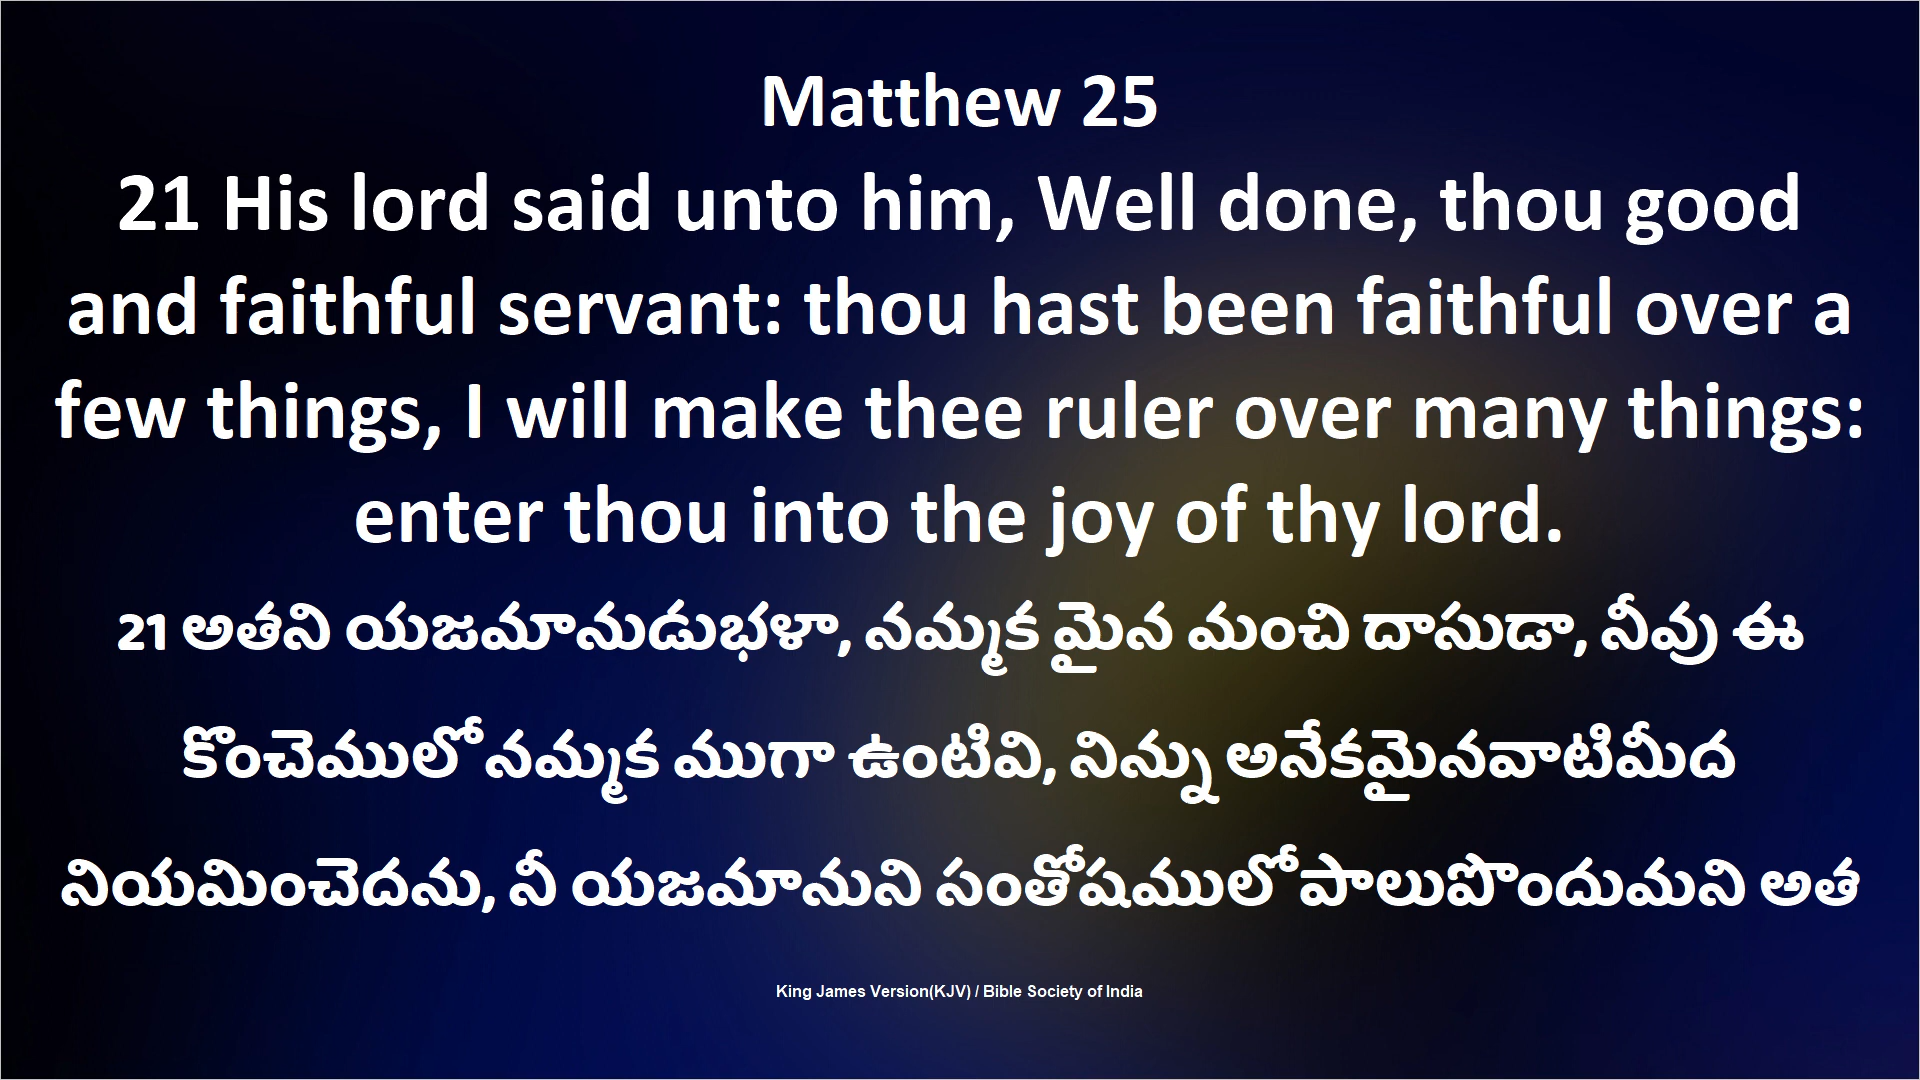 Matthew 25
21 His lord said unto him, Well done, thou good
and faithful servant: thou hast been faithful over a
few things, I will make thee ruler over many things:
enter thou into the joy of thy lord.
21 అతని యజమానుడుభళా, నమ్మక మైన మంచి దాసుడా, నీవు ఈ
కొంచెములో నమ్మక ముగా ఉంటివి, నిన్ను అనేకమైనవాటిమీద
నియమించెదను, నీ యజమానుని సంతోషములోపాలుపొందుమని అత
King James Version(KJV) / Bible Society of India